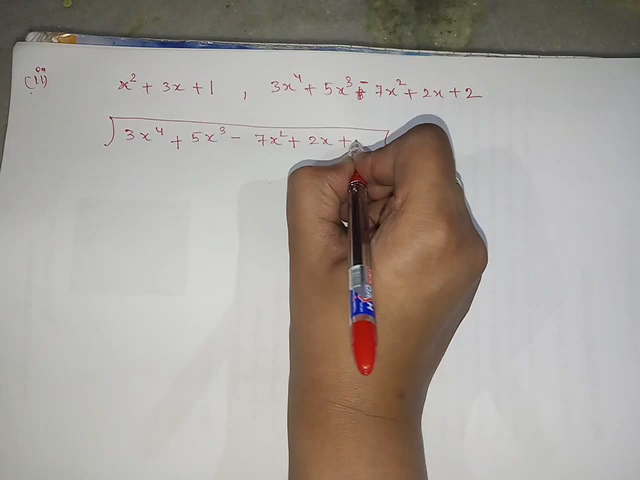 (ii) x² + 3x + 1 , 3x⁴ + 5x³ - 7x² + 2x + 2
3x⁴ + 5x³ - 7x² + 2x +